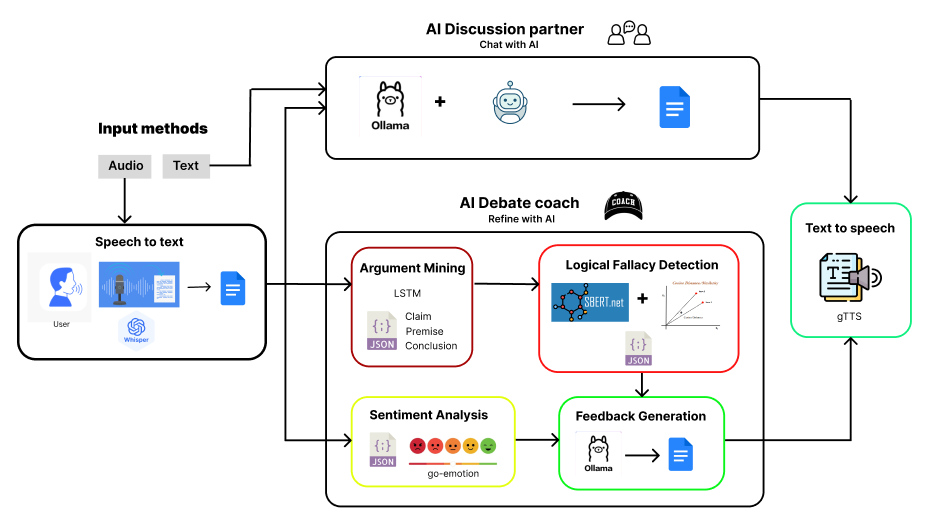 AI Discussion partner
Chat with AI
Ollama
+
Input methods
Audio
Text
Speech to text
User
Whisper
AI Debate coach
Refine with AI
COACH
Argument Mining
LSTM
{;}
JSON
Claim
Premise
Conclusion
Logical Fallacy Detection
SBERT.net
+
Cosine Distance/Similarity
{;}
JSON
Sentiment Analysis
{;}
JSON
go-emotion
Feedback Generation
Ollama
Text to speech
T
gTTS